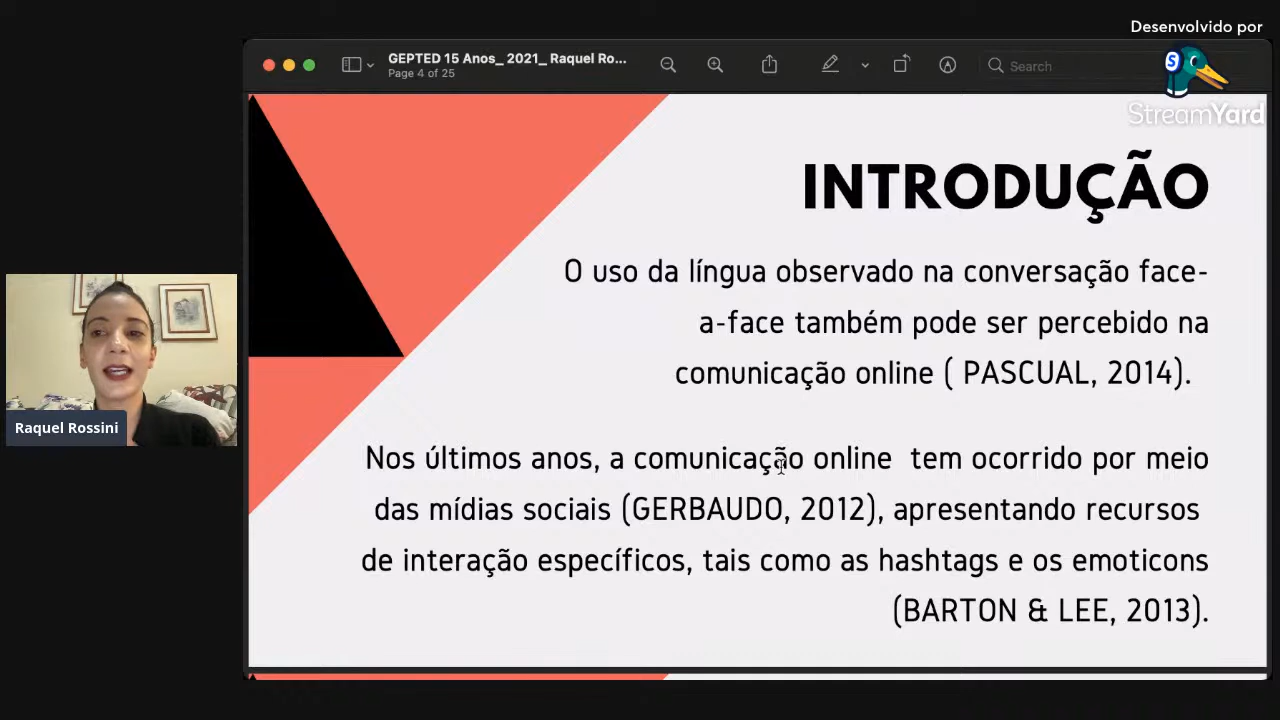 Desenvolvido por
StreamYard
GEPTED 15 Anos_ 2021_ Raquel Ro...
Page 4 of 25
Search
INTRODUÇÃO
O uso da língua observado na conversação face-
a-face também pode ser percebido na
comunicação online ( PASCUAL, 2014).
Nos últimos anos, a comunicação online tem ocorrido por meio
das mídias sociais (GERBAUDO, 2012), apresentando recursos
de interação específicos, tais como as hashtags e os emoticons
(BARTON & LEE, 2013).
Raquel Rossini